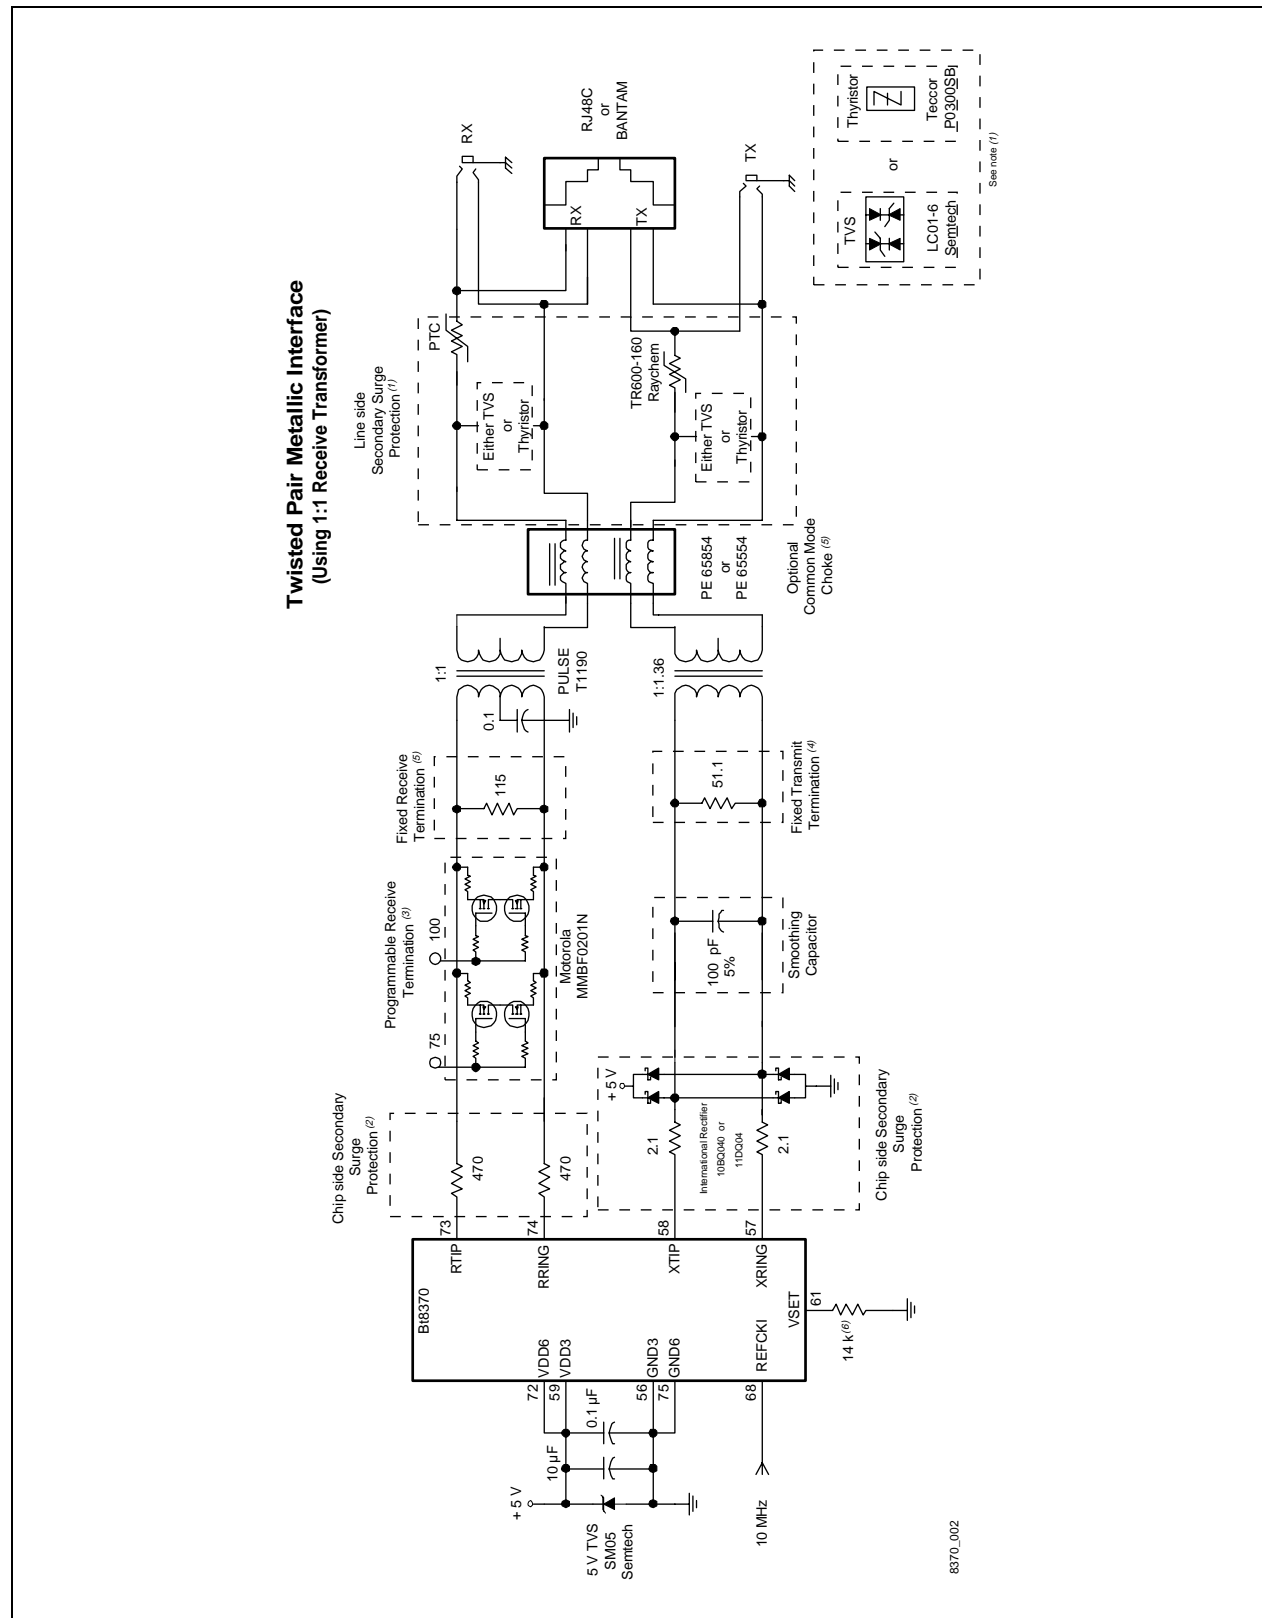 Twisted Pair Metallic Interface
(Using 1:1 Receive Transformer)
Line side
Secondary Surge
Protection (1)
PTC
Either TVS
or
Thyristor
TR600-160
Raychem
Either TVS
or
Thyristor
RX
RJ48C
or
BANTAM
RX
TX
TX
Thyristor
Teccor
P0300SB
or
TVS
LC01-6
Semtech
See note (1)
PE 65854
or
PE 65554
Optional
Common Mode
Choke (5)
1:1
PULSE
T1190
0.1
1:1.36
Fixed Receive
Termination (5)
115
51.1
Fixed Transmit
Termination (4)
Programmable Receive
Termination (3)
75
100
Motorola
MMBF0201N
100 pF
5%
Smoothing
Capacitor
Chip side Secondary
Surge
Protection (2)
470
470
+ 5 V
2.1
International Rectifier
10BQ040 or
11DQ04
2.1
Chip side Secondary
Surge
Protection (2)
73
74
58
57
Bt8370
RTIP
RRING
XTIP
XRING
VDD6
VDD3
GND3
GND6
REFCKI
VSET
61
14 k (6)
72
59
56
75
68
0.1 µF
10 µF
+ 5 V
5 V TVS
SM05
Semtech
10 MHz
8370_002